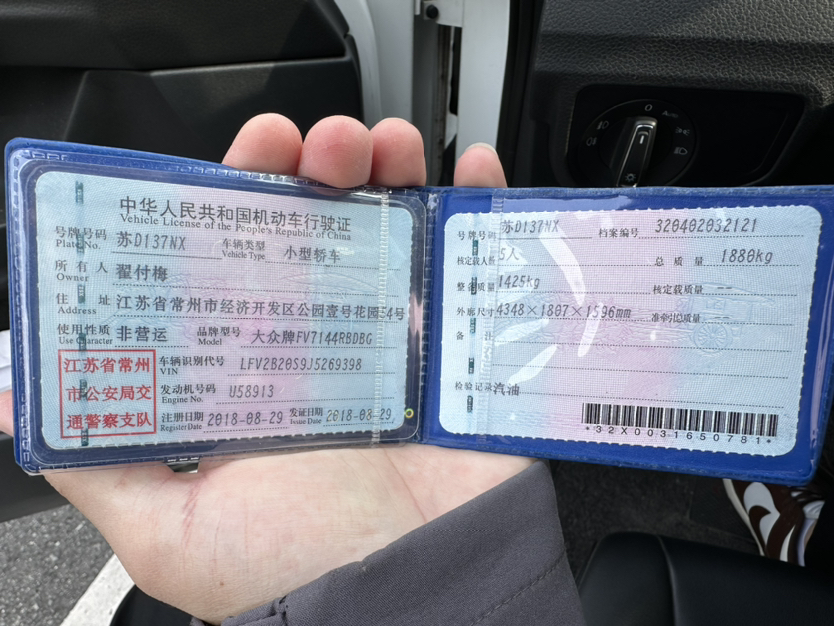 中华人民共和国机动车行驶证
Vehicle License of the People's Republic of China
号牌号码 Plate No. 苏D137NX 车辆类型 Vehicle Type 小型轿车
所有人 Owner 翟付梅
住址 Address 江苏省常州市经济开发区公园壹号花园54号
使用性质 Use Character 非营运 品牌型号 Model 大众牌FV7144RBDBG
江苏省常州市公安局交通警察支队
车辆识别代号 VIN LFV2B20S9J5269398
发动机号码 Engine No. U58913
注册日期 Register Date 2018-08-29 发证日期 Issue Date 2018-08-29
号牌号码 苏D137NX 档案编号 320402032121
核定载人数 5人 总质量 1880kg
整备质量 1425kg 核定载质量 --
外廓尺寸 4348×1807×1596mm 准牵引总质量 --
备注
检验记录 汽油
*32X0031650781*